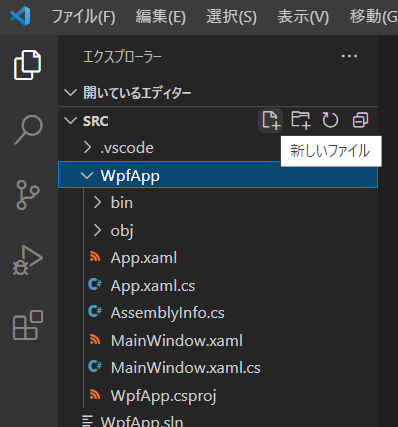 ファイル(F) 編集(E) 選択(S) 表示(V) 移動(G
エクスプローラー
開いているエディター
SRC
新しいファイル
.vscode
WpfApp
bin
obj
App.xaml
App.xaml.cs
AssemblyInfo.cs
MainWindow.xaml
MainWindow.xaml.cs
WpfApp.csproj
WpfApp.sln